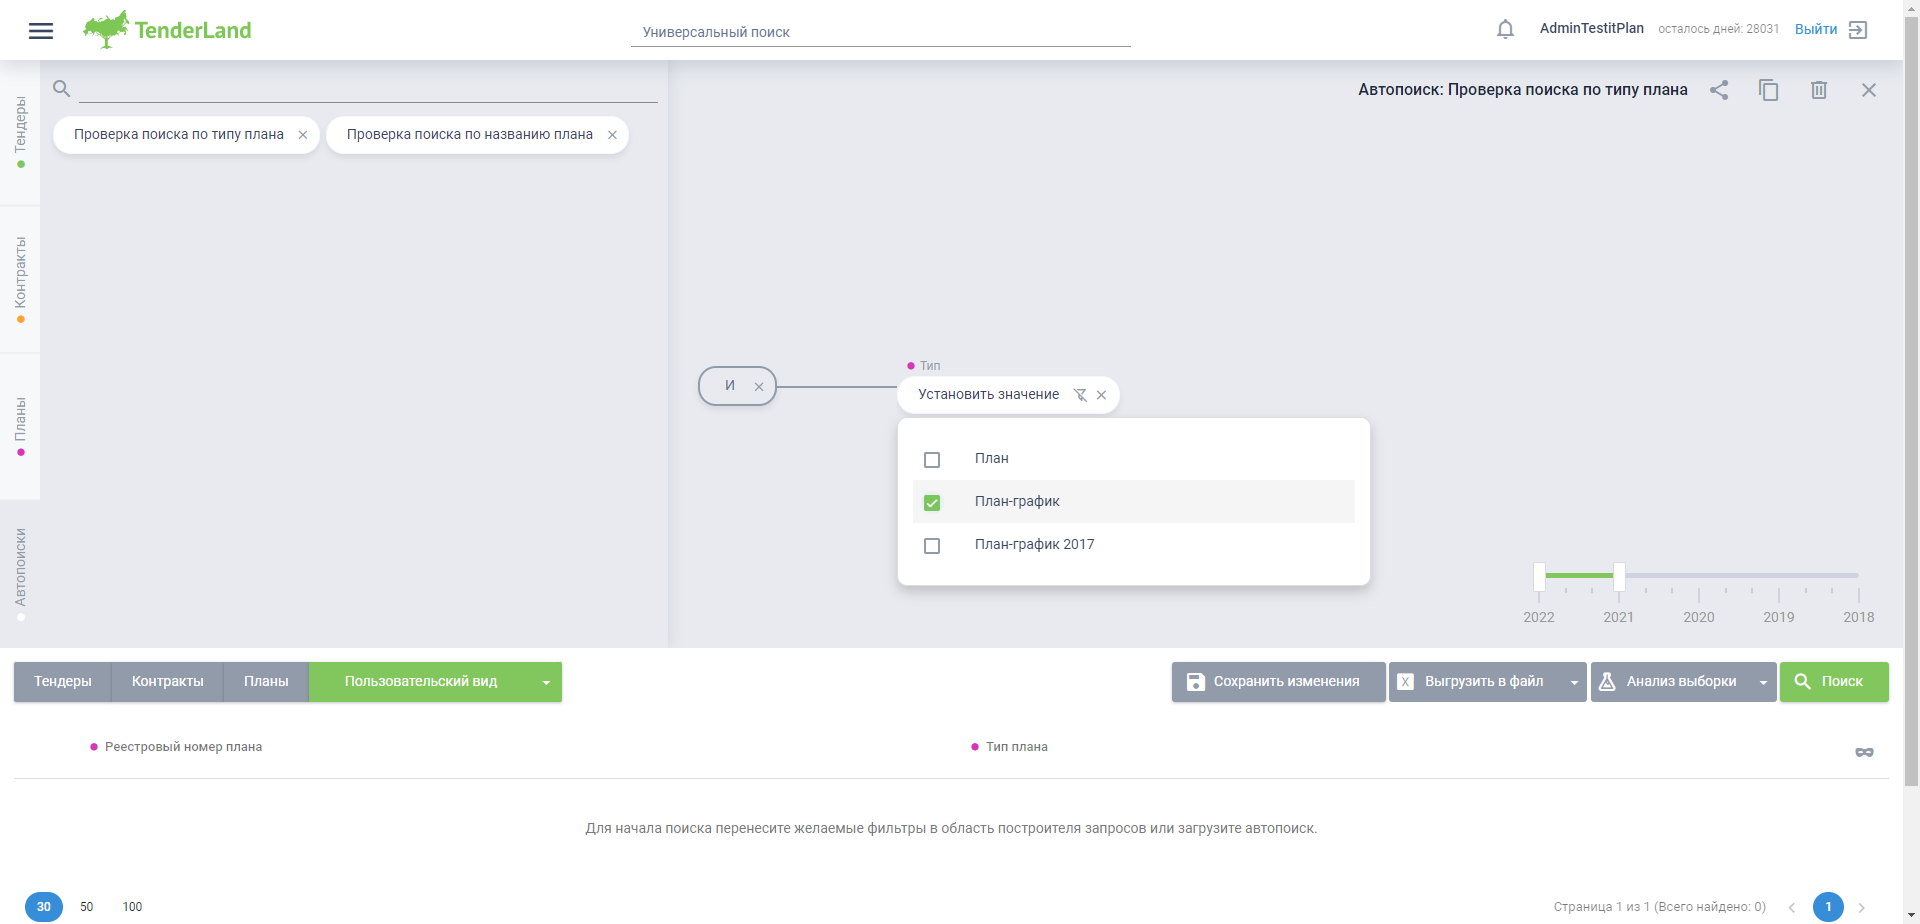 TenderLand
Универсальный поиск
AdminTestitPlan
осталось дней: 28031
Выйти
Автопоиск: Проверка поиска по типу плана
Тендеры
Контракты
Планы
Автопоиски
Проверка поиска по типу плана
Проверка поиска по названию плана
И
Тип
Установить значение
План
План-график
План-график 2017
2022 2021 2020 2019 2018
Тендеры Контракты Планы Пользовательский вид
Сохранить изменения
X Выгрузить в файл
Анализ выборки
Поиск
Реестровый номер плана
Тип плана
Для начала поиска перенесите желаемые фильтры в область построителя запросов или загрузите автопоиск.
30 50 100
Страница 1 из 1 (Всего найдено: 0)
1